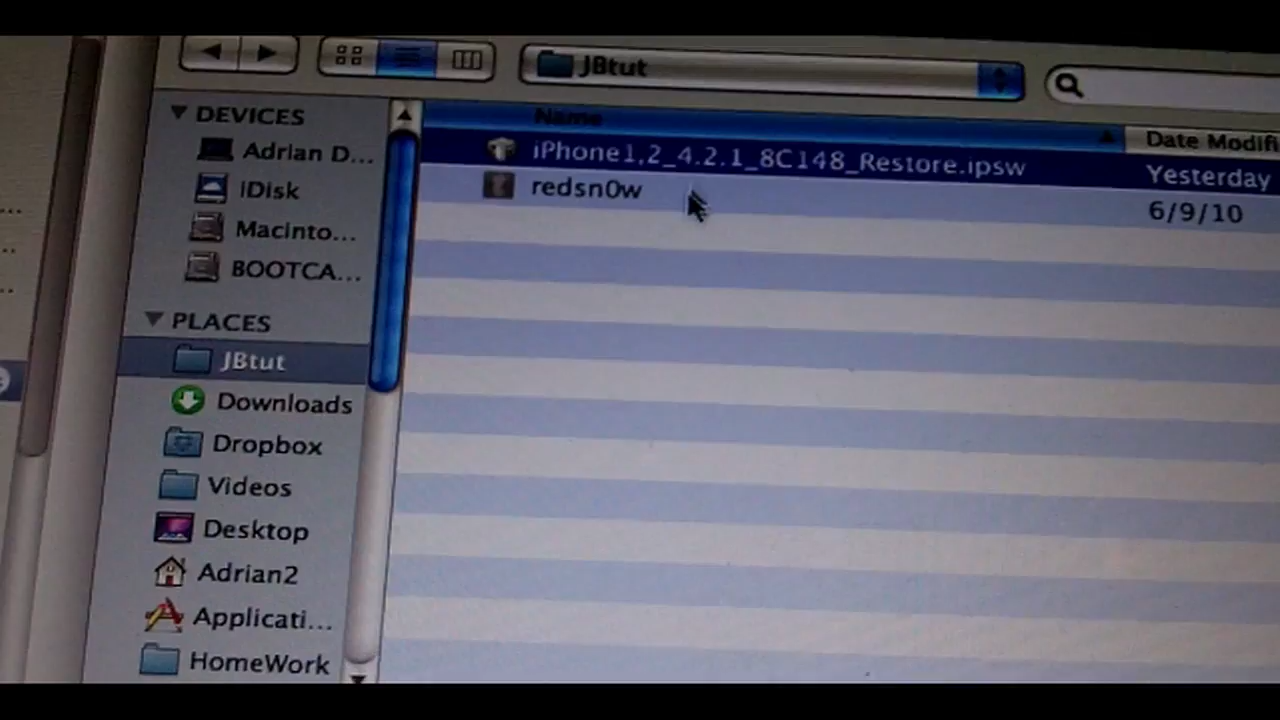 JBtut
Name
Date Modifi
iPhone1,2_4.2.1_8C148_Restore.ipsw
Yesterday
redsn0w
6/9/10
DEVICES
Adrian D...
iDisk
Macinto...
BOOTCA...
PLACES
JBtut
Downloads
Dropbox
Videos
Desktop
Adrian2
Applicati...
HomeWork